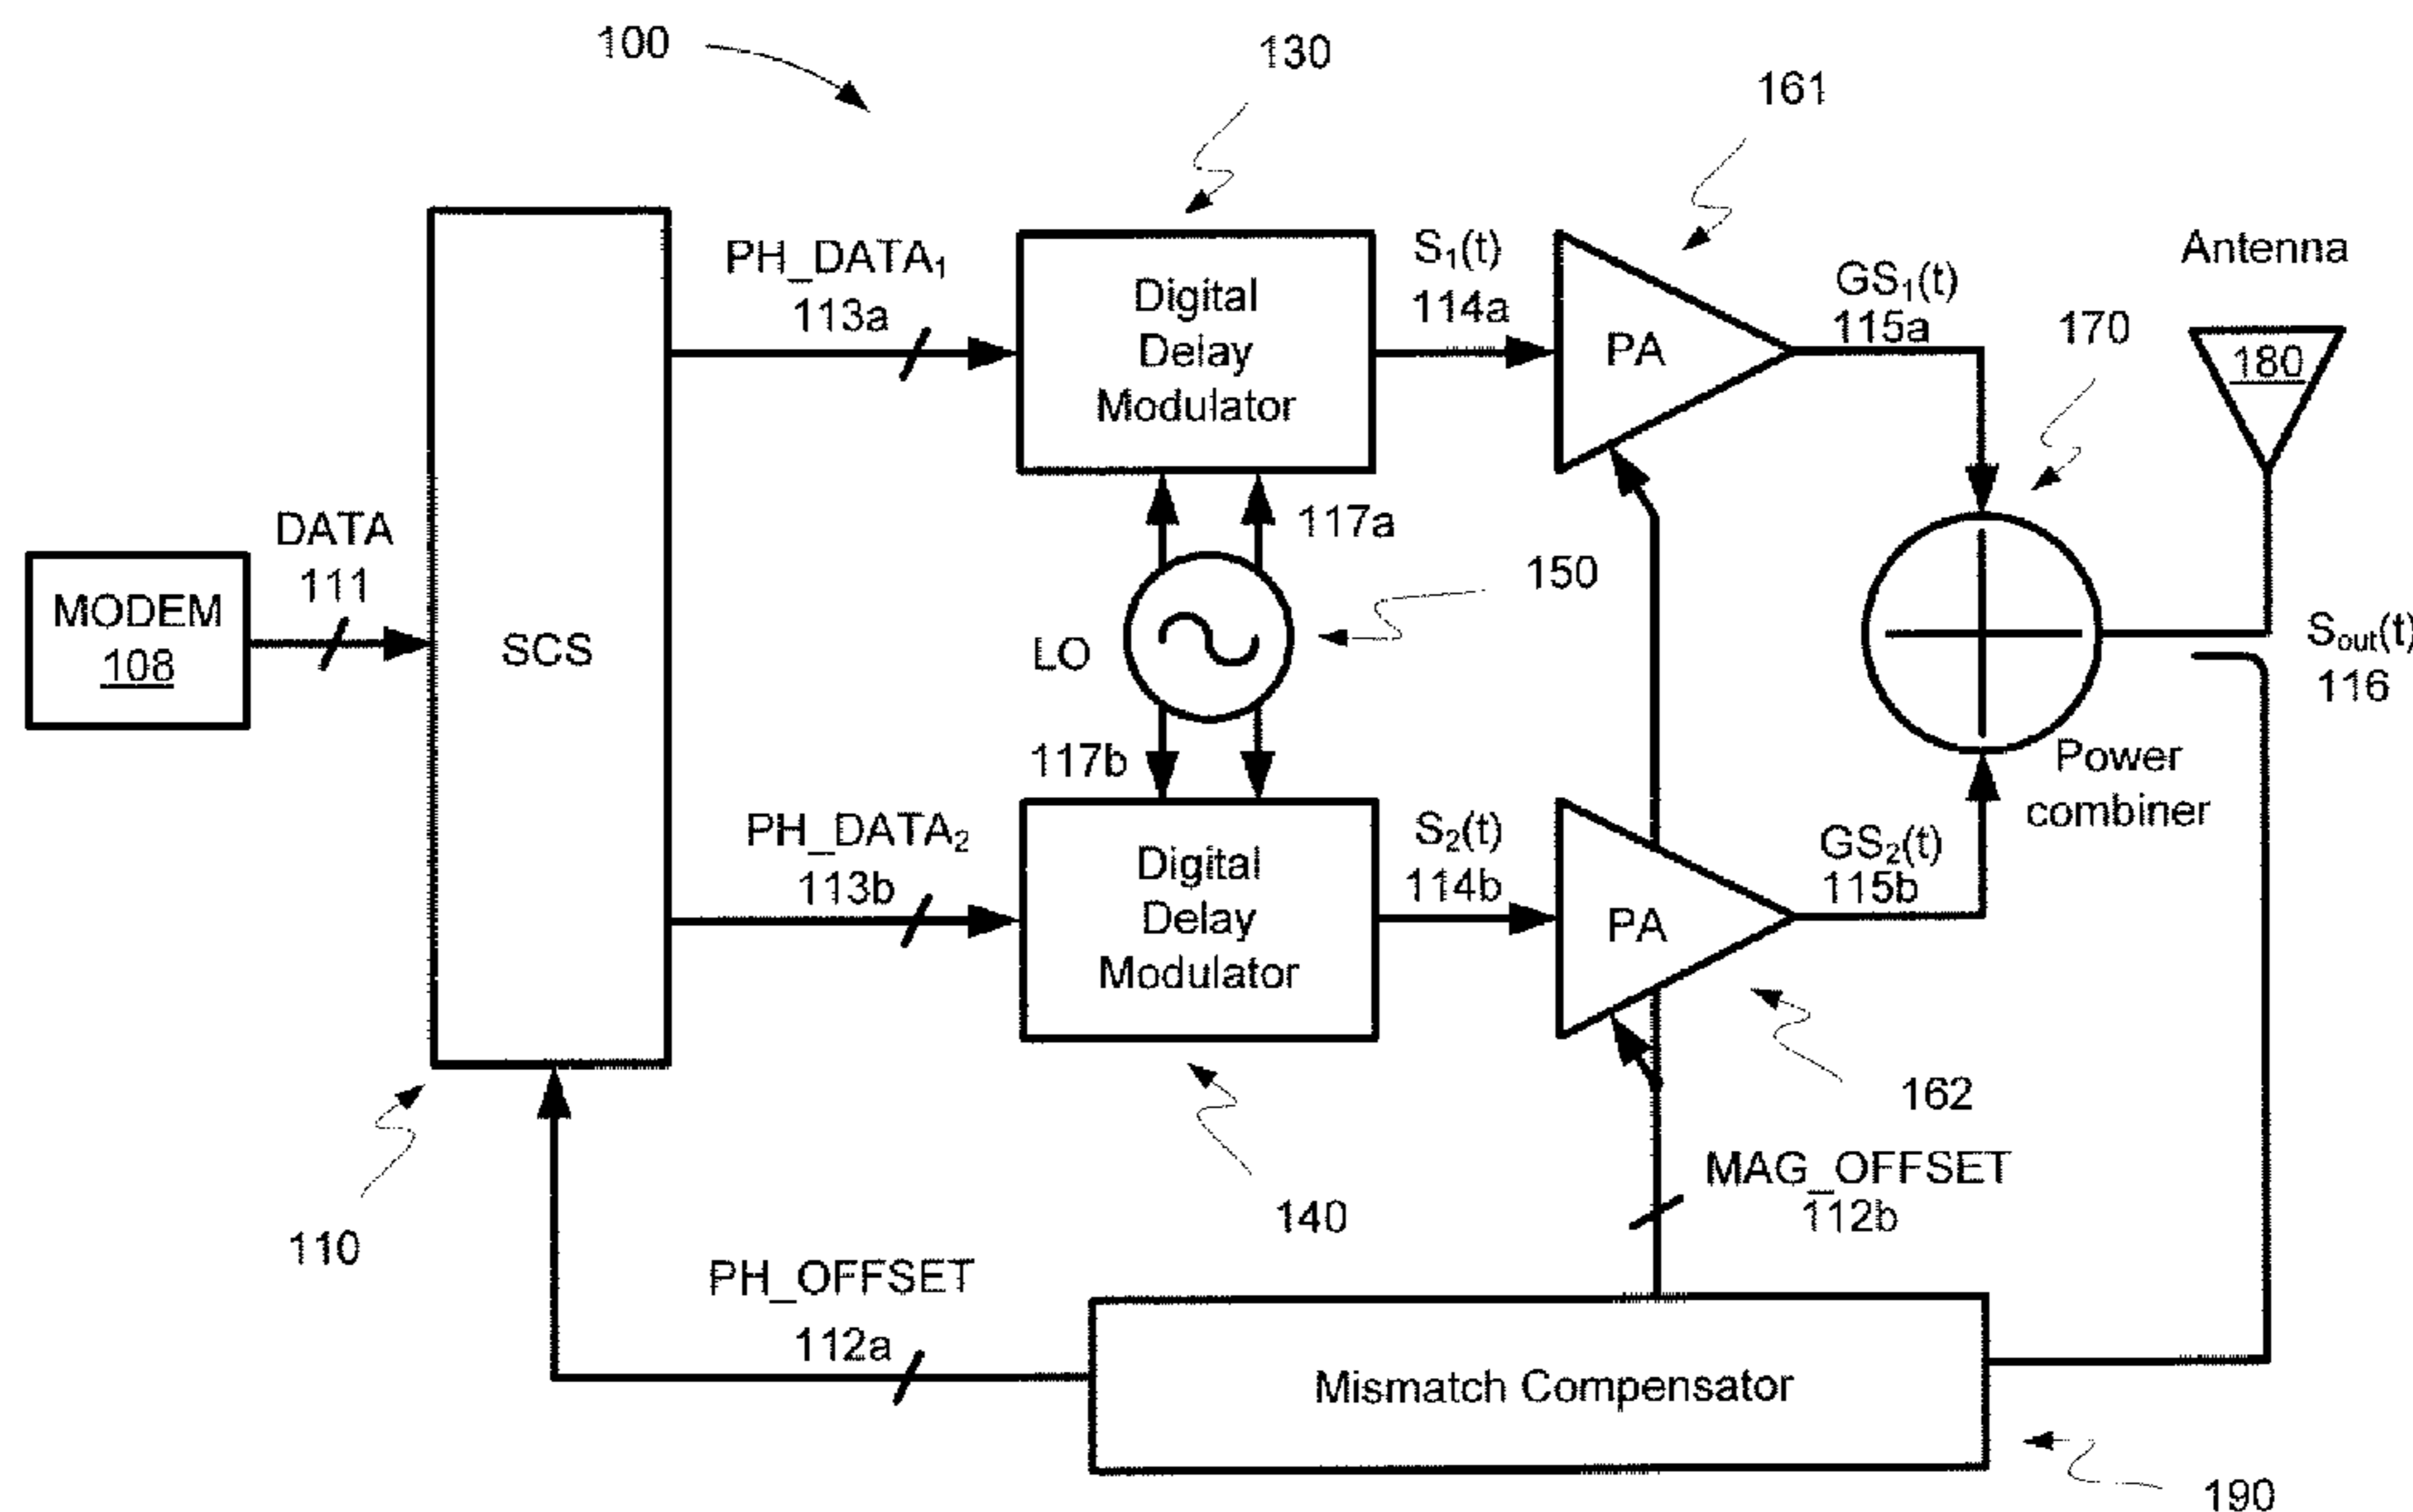 100
130
161
PH_DATA₁
113a
Digital
Delay
Modulator
S₁(t)
114a
PA
GS₁(t)
115a
170
Antenna
180
DATA
111
MODEM
108
SCS
117a
150
LO
117b
Sout(t)
116
Power
combiner
PH_DATA₂
113b
Digital
Delay
Modulator
S₂(t)
114b
PA
GS₂(t)
115b
162
110
140
MAG_OFFSET
112b
PH_OFFSET
112a
Mismatch Compensator
190